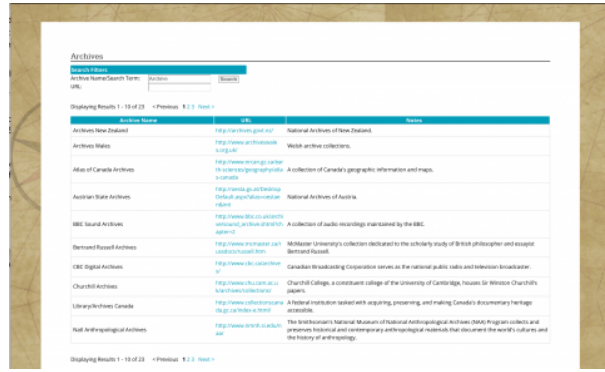 Archives
Search Filters
Archive Name/Search Term: Archive Search
URL:
Displaying Results 1 - 10 of 23 < Previous 1 2 3 Next >
Archive Name URL Notes
Archives New Zealand http://archives.govt.nz/ National Archives of New Zealand.
Archives Wales Welsh archive collections.
Atlas of Canada Archives A collection of Canada's geographic information and maps.
Austrian State Archives National Archives of Austria.
BBC Sound Archives A collection of audio recordings maintained by the BBC.
Bertrand Russell Archives McMaster University's collection dedicated to the scholarly study of British philosopher and essayist
Bertrand Russell.
CBC Digital Archives Canadian Broadcasting Corporation serves as the national public radio and television broadcaster.
Churchill Archives Churchill College, a constituent college of the University of Cambridge, houses Sir Winston Churchill's
papers.
Library/Archives Canada A federal institution tasked with acquiring, preserving, and making Canada's documentary heritage
accessible.
Natl Anthropological Archives The Smithsonian's National Museum of National Anthropological Archives (NAA) Program collects and
preserves historical and contemporary anthropological materials that document the world's cultures and
the history of anthropology.
Displaying Results 1 - 10 of 23 < Previous 1 2 3 Next >